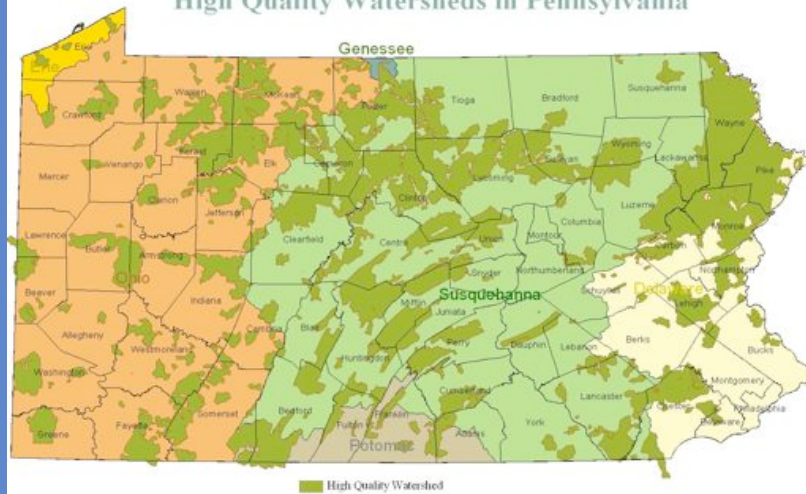 High Quality Watersheds in Pennsylvania
Genessee
Erie
Erie
Crawford
Warren
McKean
Potter
Tioga
Bradford
Susquehanna
Wayne
Forest
Elk
Cameron
Wyoming
Lackawanna
Pike
Mercer
Venango
Clarion
Jefferson
Clinton
Lycoming
Sullivan
Luzerne
Monroe
Lawrence
Butler
Armstrong
Clearfield
Centre
Union
Montour
Columbia
Carbon
Northampton
Beaver
Ohio
Indiana
Snyder
Northumberland
Schuylkill
Delaware
Lehigh
Allegheny
Cambria
Blair
Mifflin
Juniata
Susquehanna
Perry
Dauphin
Lebanon
Berks
Bucks
Washington
Westmoreland
Huntingdon
Cumberland
Lancaster
Montgomery
Greene
Fayette
Somerset
Bedford
Fulton
Franklin
Potomac
Adams
York
Chester
Delaware
Philadelphia
High Quality Watershed